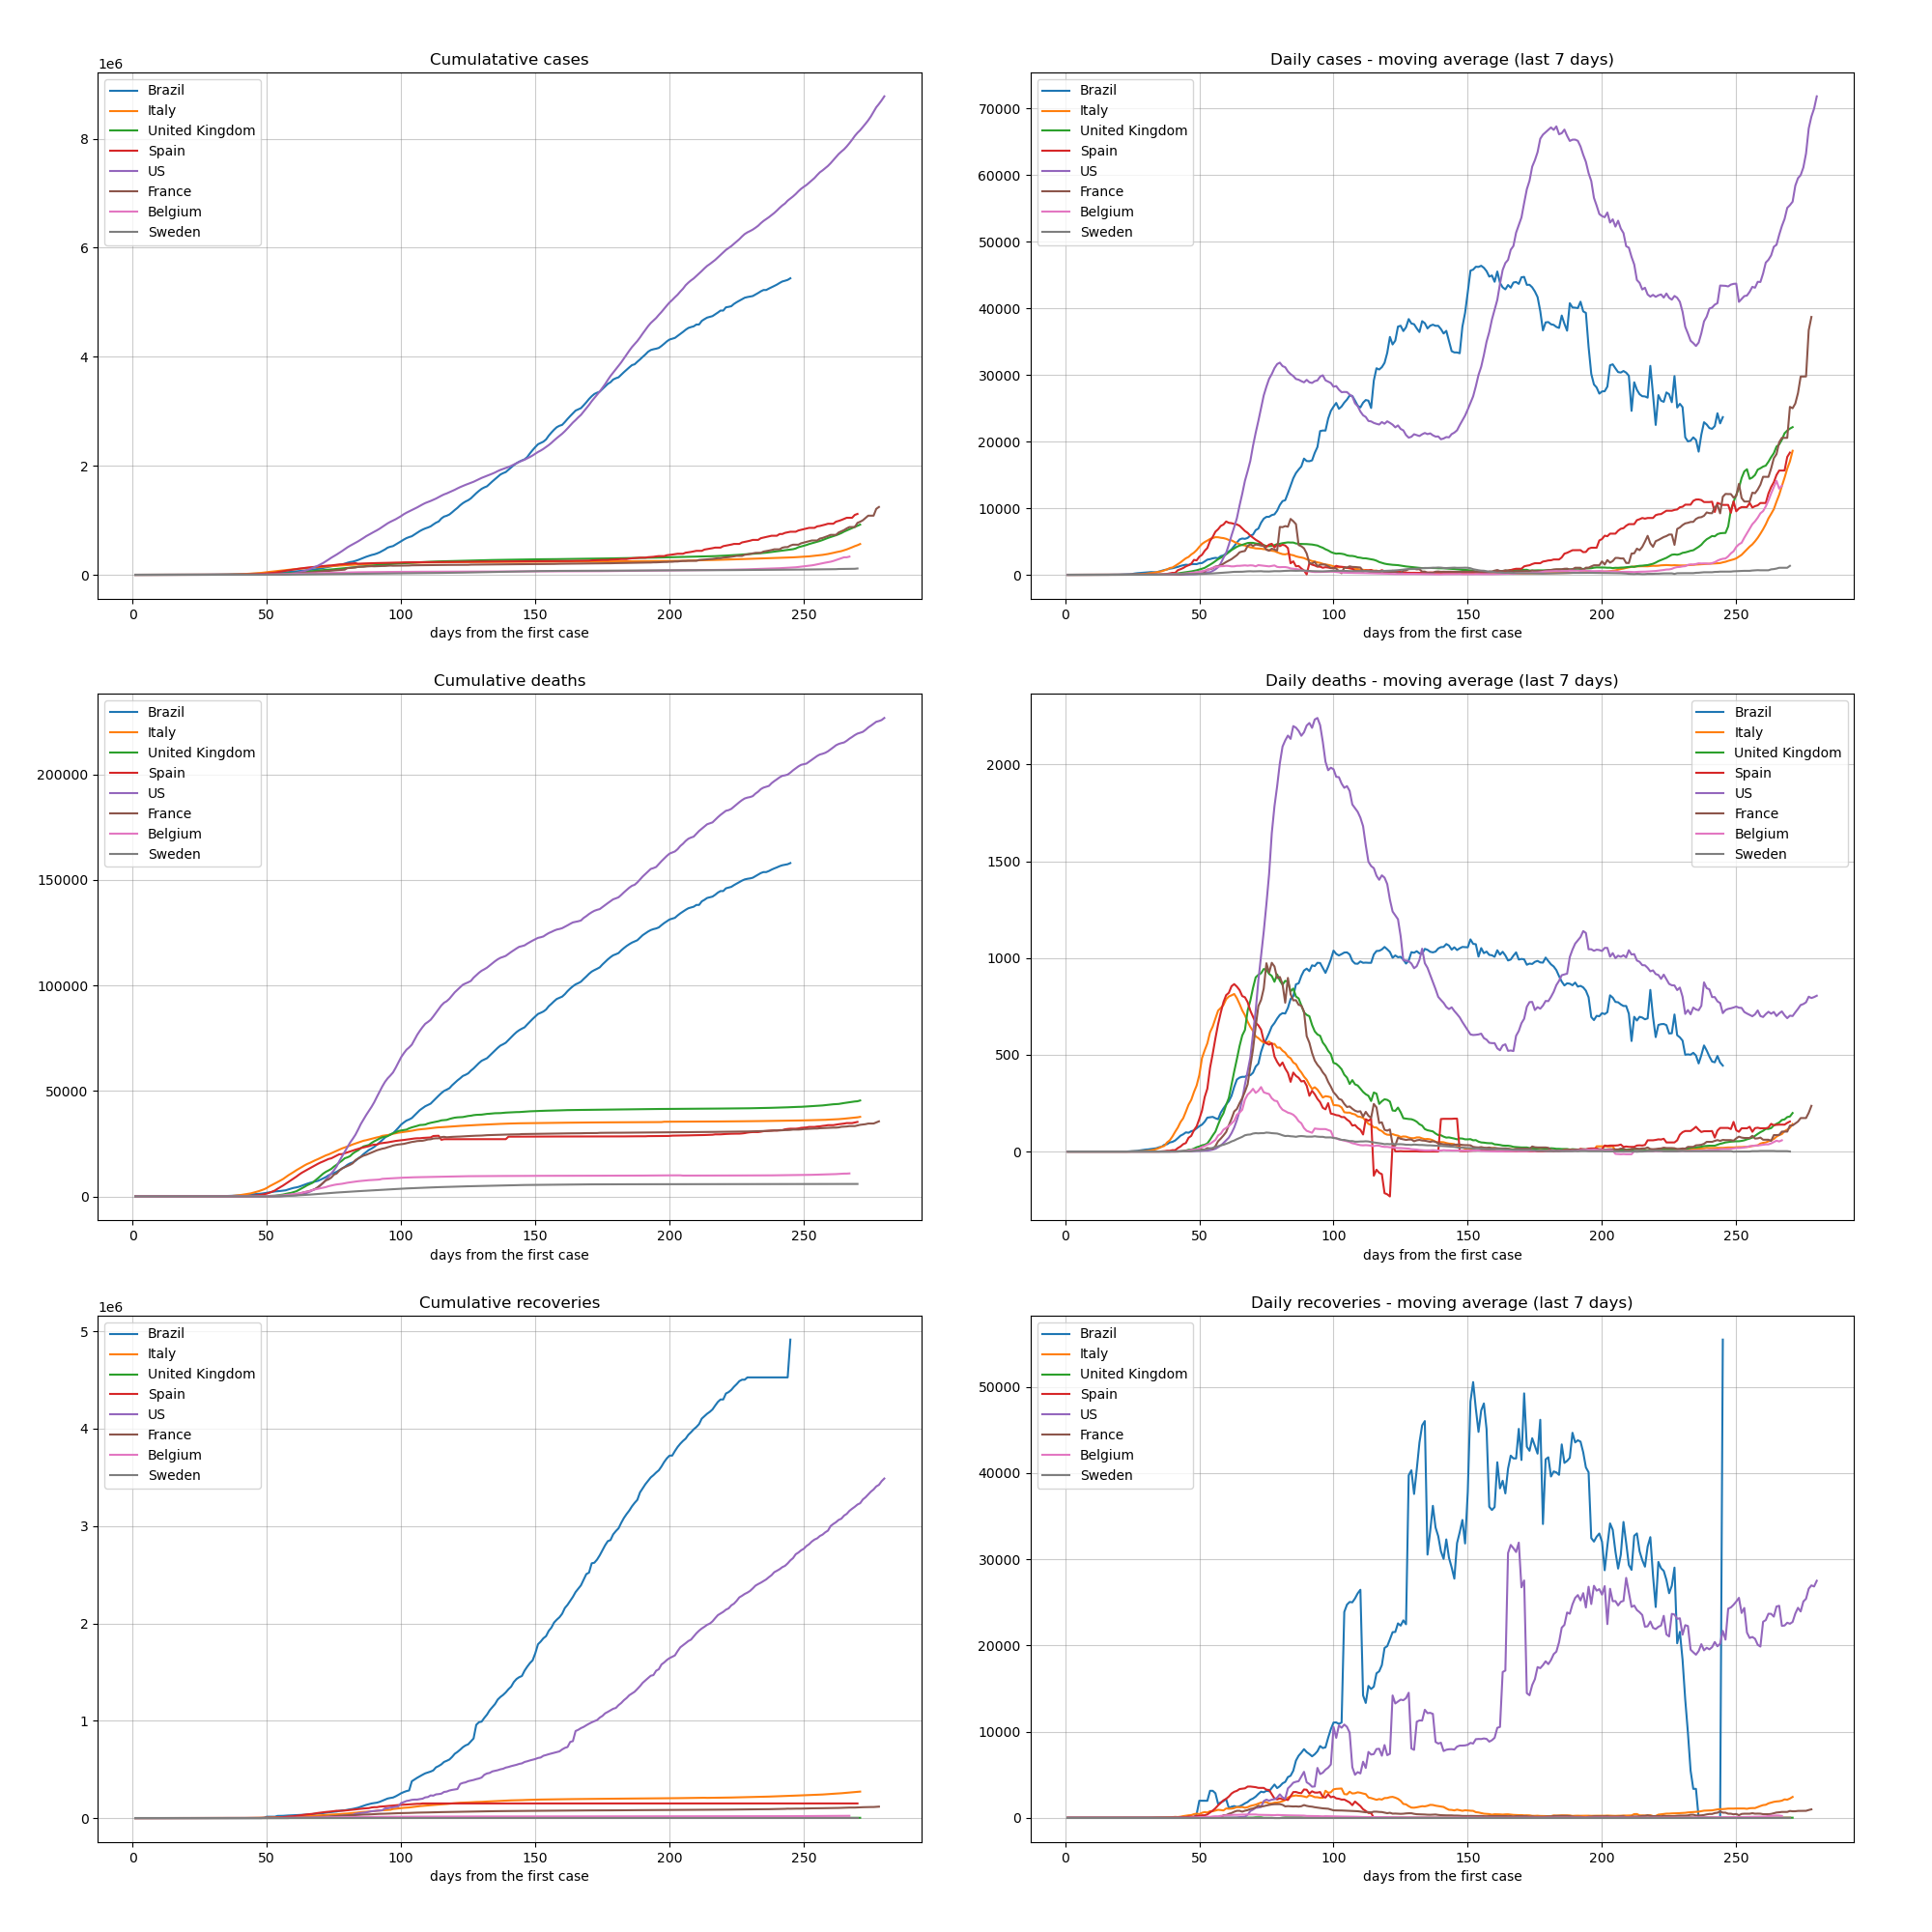 Cumulatative cases
1e6
Brazil
Italy
United Kingdom
Spain
US
France
Belgium
Sweden
8
6
4
2
0
0 50 100 150 200 250
days from the first case
Daily cases - moving average (last 7 days)
Brazil
Italy
United Kingdom
Spain
US
France
Belgium
Sweden
70000
60000
50000
40000
30000
20000
10000
0
0 50 100 150 200 250
days from the first case
Cumulative deaths
Brazil
Italy
United Kingdom
Spain
US
France
Belgium
Sweden
200000
150000
100000
50000
0
0 50 100 150 200 250
days from the first case
Daily deaths - moving average (last 7 days)
Brazil
Italy
United Kingdom
Spain
US
France
Belgium
Sweden
2000
1500
1000
500
0
0 50 100 150 200 250
days from the first case
Cumulative recoveries
1e6
Brazil
Italy
United Kingdom
Spain
US
France
Belgium
Sweden
5
4
3
2
1
0
0 50 100 150 200 250
days from the first case
Daily recoveries - moving average (last 7 days)
Brazil
Italy
United Kingdom
Spain
US
France
Belgium
Sweden
50000
40000
30000
20000
10000
0
0 50 100 150 200 250
days from the first case